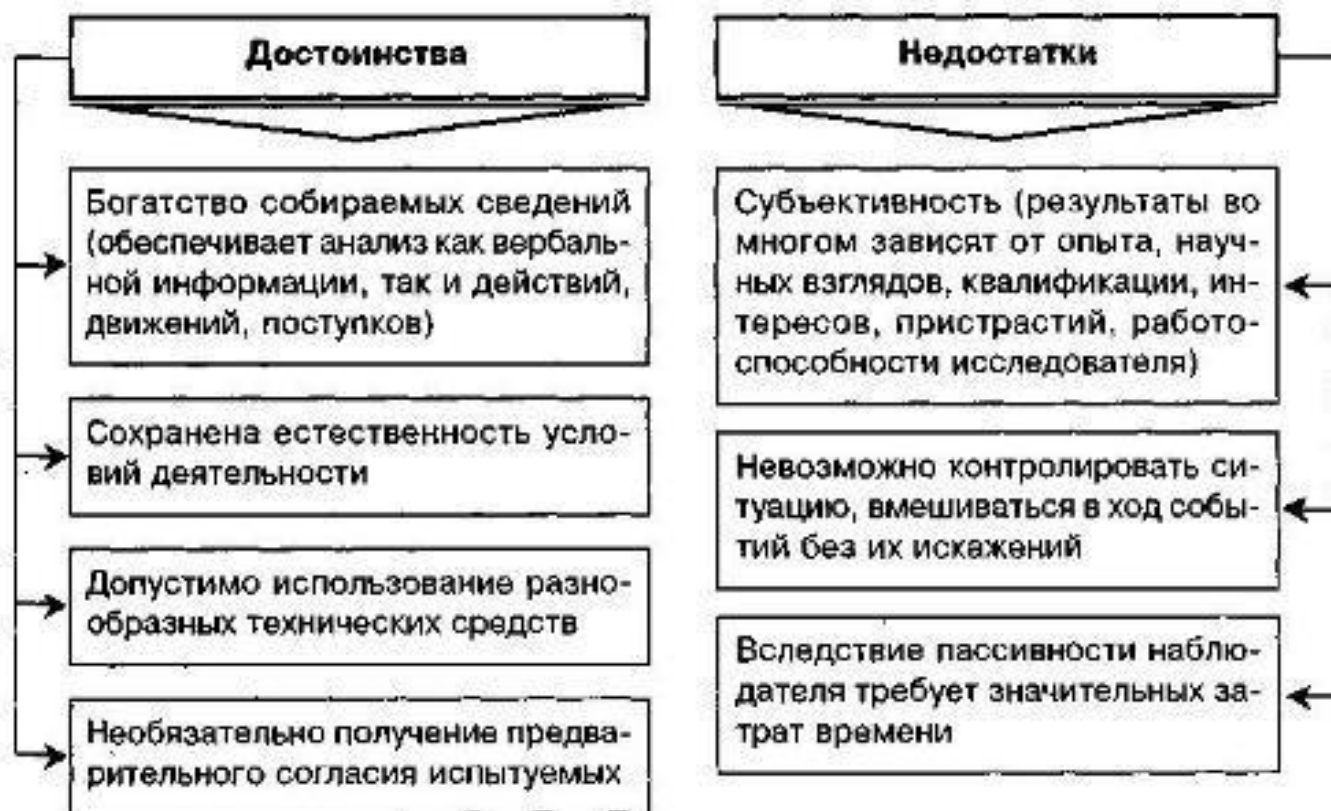 Достоинства
Богатство собираемых сведений
(обеспечивает анализ как вербаль-
ной информации, так и действий,
движений, поступков)
Сохранена естественность усло-
вий деятельности
Допустимо использование разно-
образных технических средств
Необязательно получение предва-
рительного согласия испытуемых
Недостатки
Субъективность (результаты во
многом зависят от опыта, науч-
ных взглядов, квалификации, ин-
тересов, пристрастий, работо-
способности исследователя)
Невозможно контролировать си-
туацию, вмешиваться в ход собы-
тий без их искажений
Вследствие пассивности наблю-
дателя требует значительных за-
трат времени